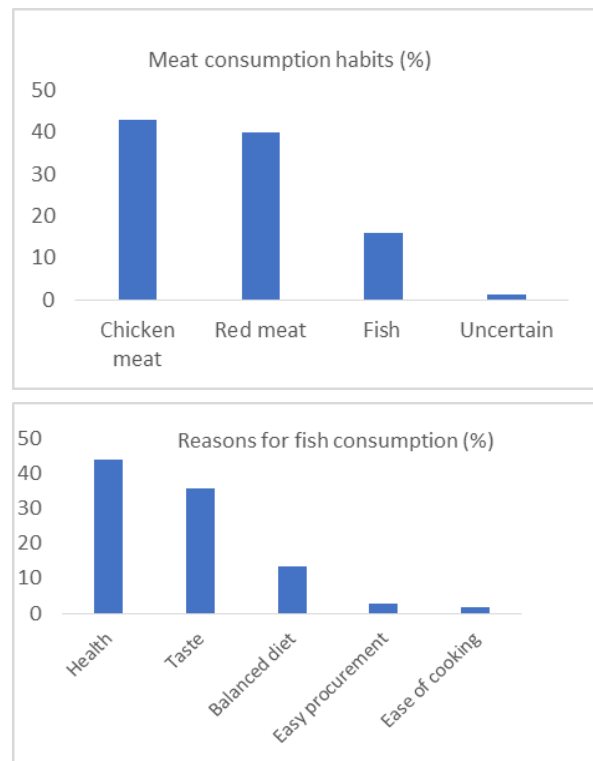 Meat consumption habits (%)
50
40
30
20
10
0
Chicken meat
Red meat
Fish
Uncertain
Reasons for fish consumption (%)
50
40
30
20
10
0
Health
Taste
Balanced diet
Easy procurement
Ease of cooking